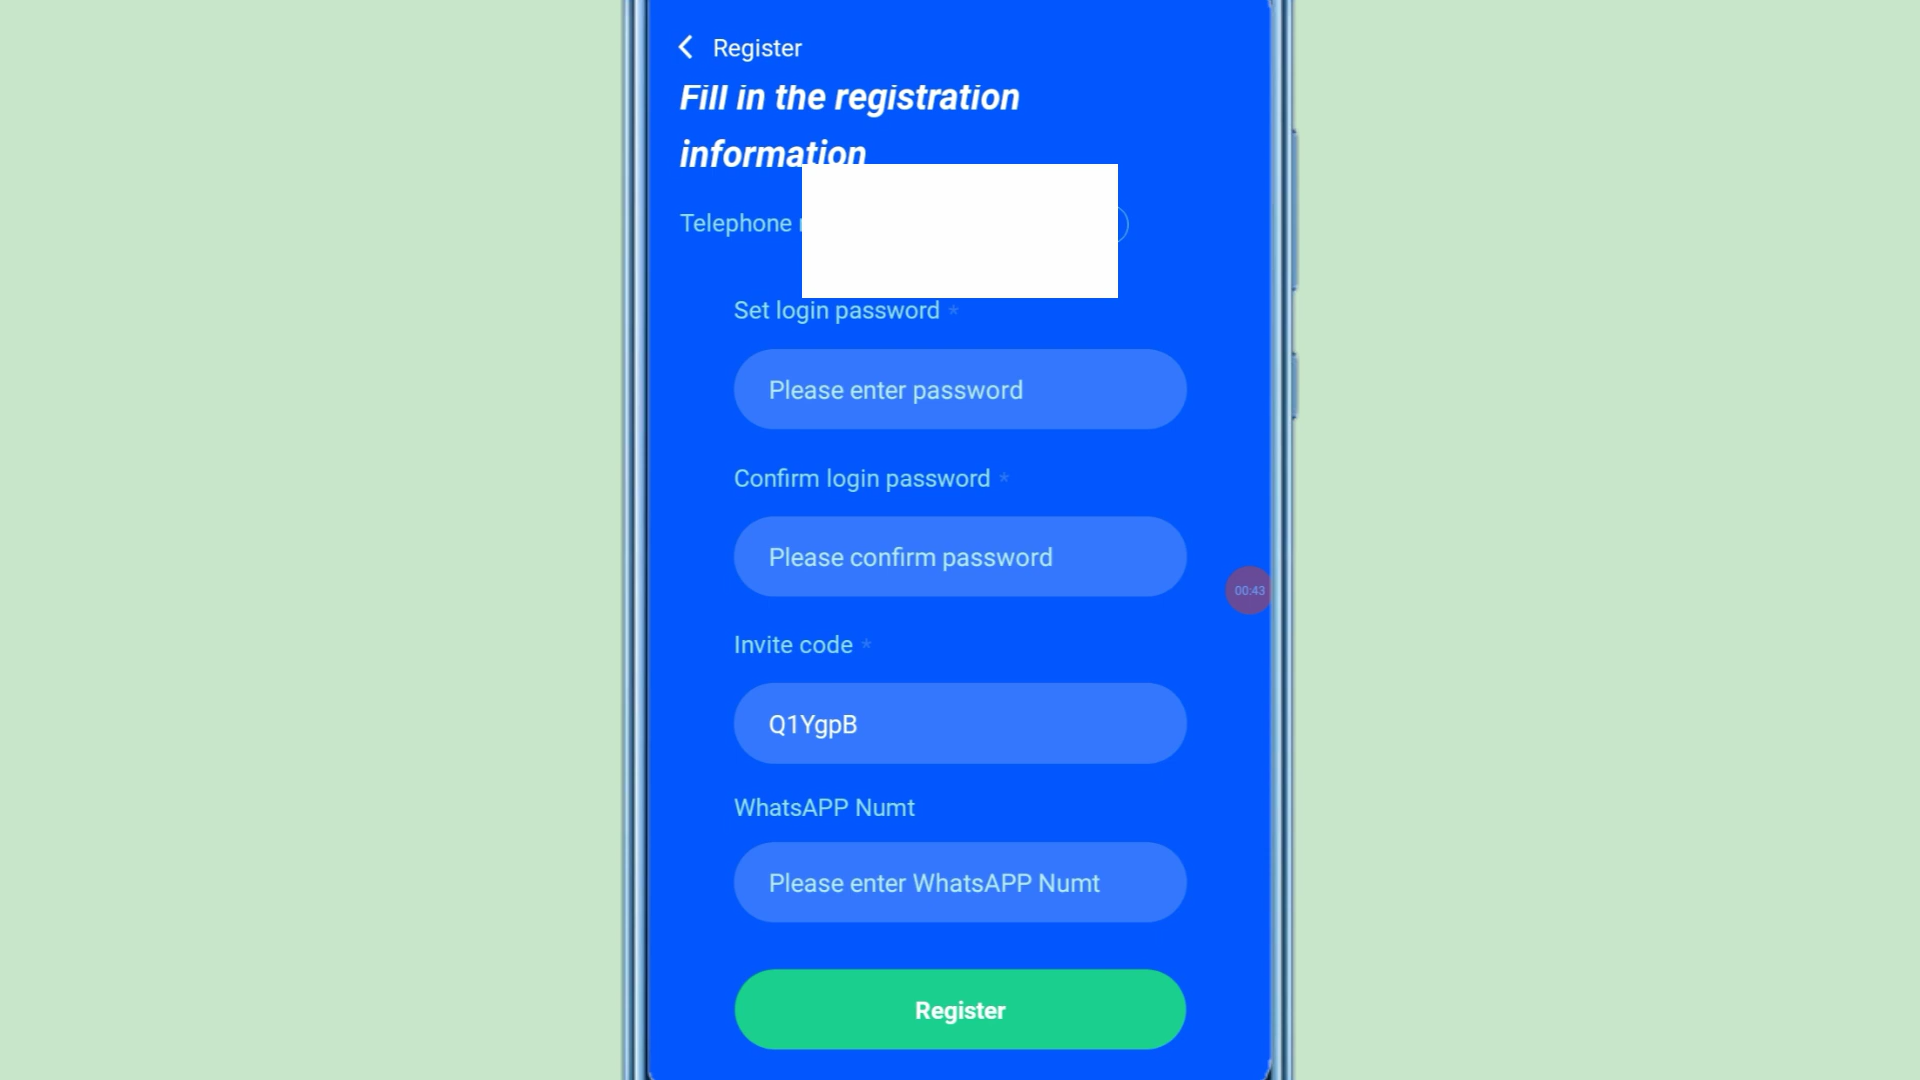 Register
Fill in the registration
information
Telephone
Set login password *
Please enter password
Confirm login password *
Please confirm password
00:43
Invite code *
Q1YgpB
WhatsAPP Numt
Please enter WhatsAPP Numt
Register